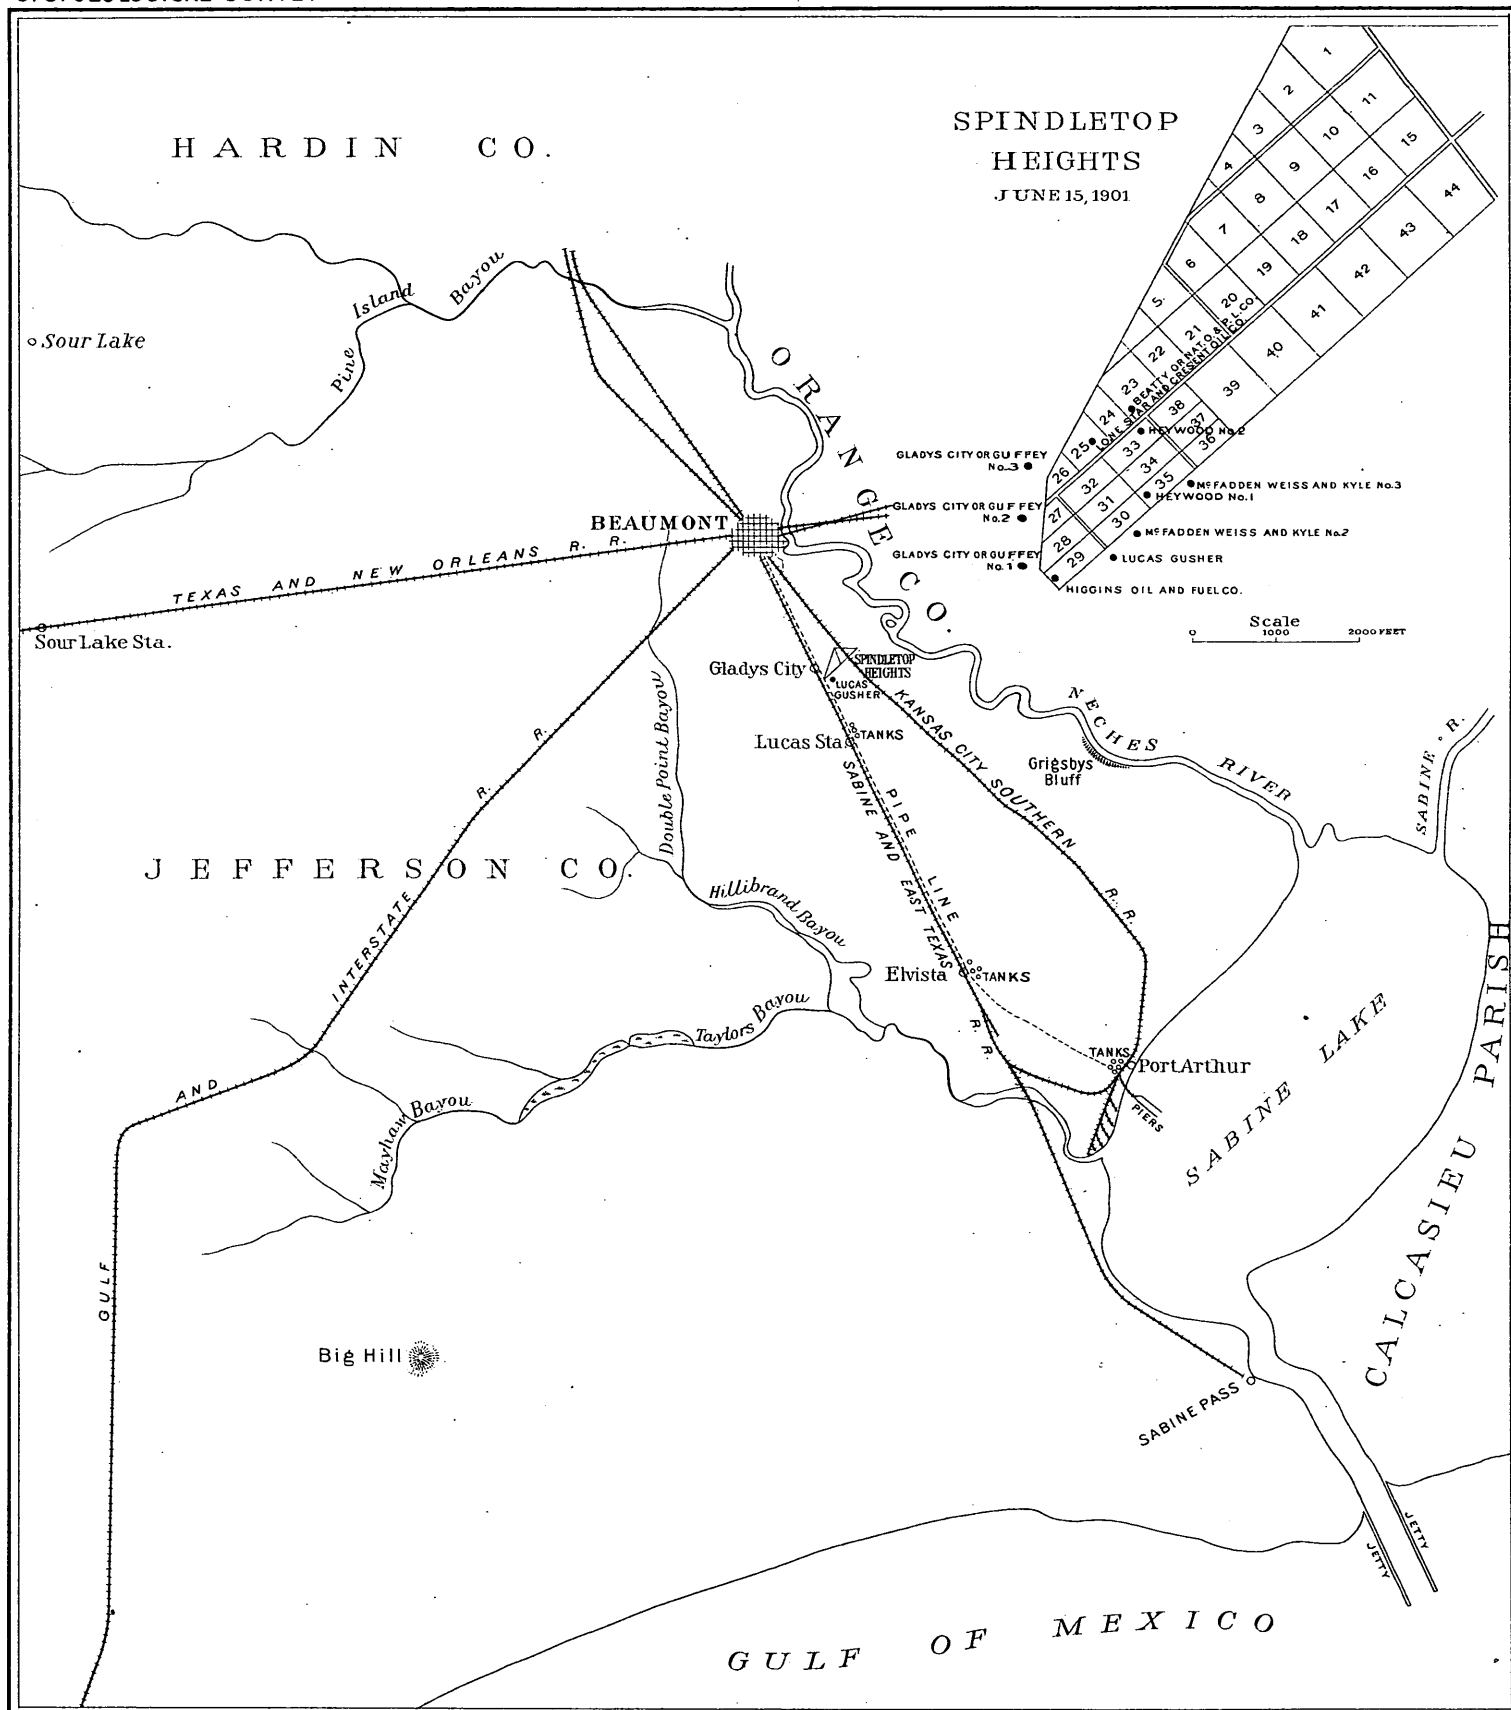 HARDIN CO.
SPINDLETOP
HEIGHTS
JUNE 15, 1901
1
2
3
4
11
10
9
8
7
6
5
15
16
17
18
19
20
21
22
23
24
25
26
27
28
29
30
31
32
33
34
35
36
37
38
39
40
41
42
43
44
BEATTY OR NAT. O. & P. L. CO.
LONE STAR AND CRESENT OIL CO.
HEYWOOD No. 2
GLADYS CITY OR GUFFEY
No. 3
McFADDEN WEISS AND KYLE No. 3
HEYWOOD No. 1
GLADYS CITY OR GUFFEY
No. 2
McFADDEN WEISS AND KYLE No. 2
GLADYS CITY OR GUFFEY
No. 1
LUCAS GUSHER
HIGGINS OIL AND FUEL CO.
Scale
0 1000 2000 FEET
Pine Island Bayou
Sour Lake
ORANGE CO.
BEAUMONT
TEXAS AND NEW ORLEANS R. R.
Sour Lake Sta.
Gladys City
SPINDLETOP
HEIGHTS
LUCAS
GUSHER
Double Point Bayou
Lucas Sta.
TANKS
KANSAS CITY SOUTHERN R. R.
NECHES RIVER
Grigsbys
Bluff
SABINE R.
PIPE LINE
SABINE AND EAST TEXAS R. R.
JEFFERSON CO.
Hillibrand Bayou
Elvista
TANKS
GULF AND INTERSTATE R. R.
Taylors Bayou
Mayhaw Bayou
TANKS
Port Arthur
PIERS
SABINE LAKE
CALCASIEU PARISH
Big Hill
SABINE PASS
JETTY
JETTY
GULF OF MEXICO